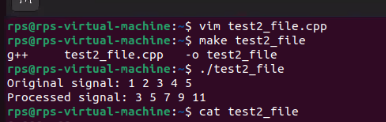 rps@rps-virtual-machine:~$ vim test2_file.cpp
rps@rps-virtual-machine:~$ make test2_file
g++     test2_file.cpp   -o test2_file
rps@rps-virtual-machine:~$ ./test2_file
Original signal: 1 2 3 4 5
Processed signal: 3 5 7 9 11
rps@rps-virtual-machine:~$ cat test2_file